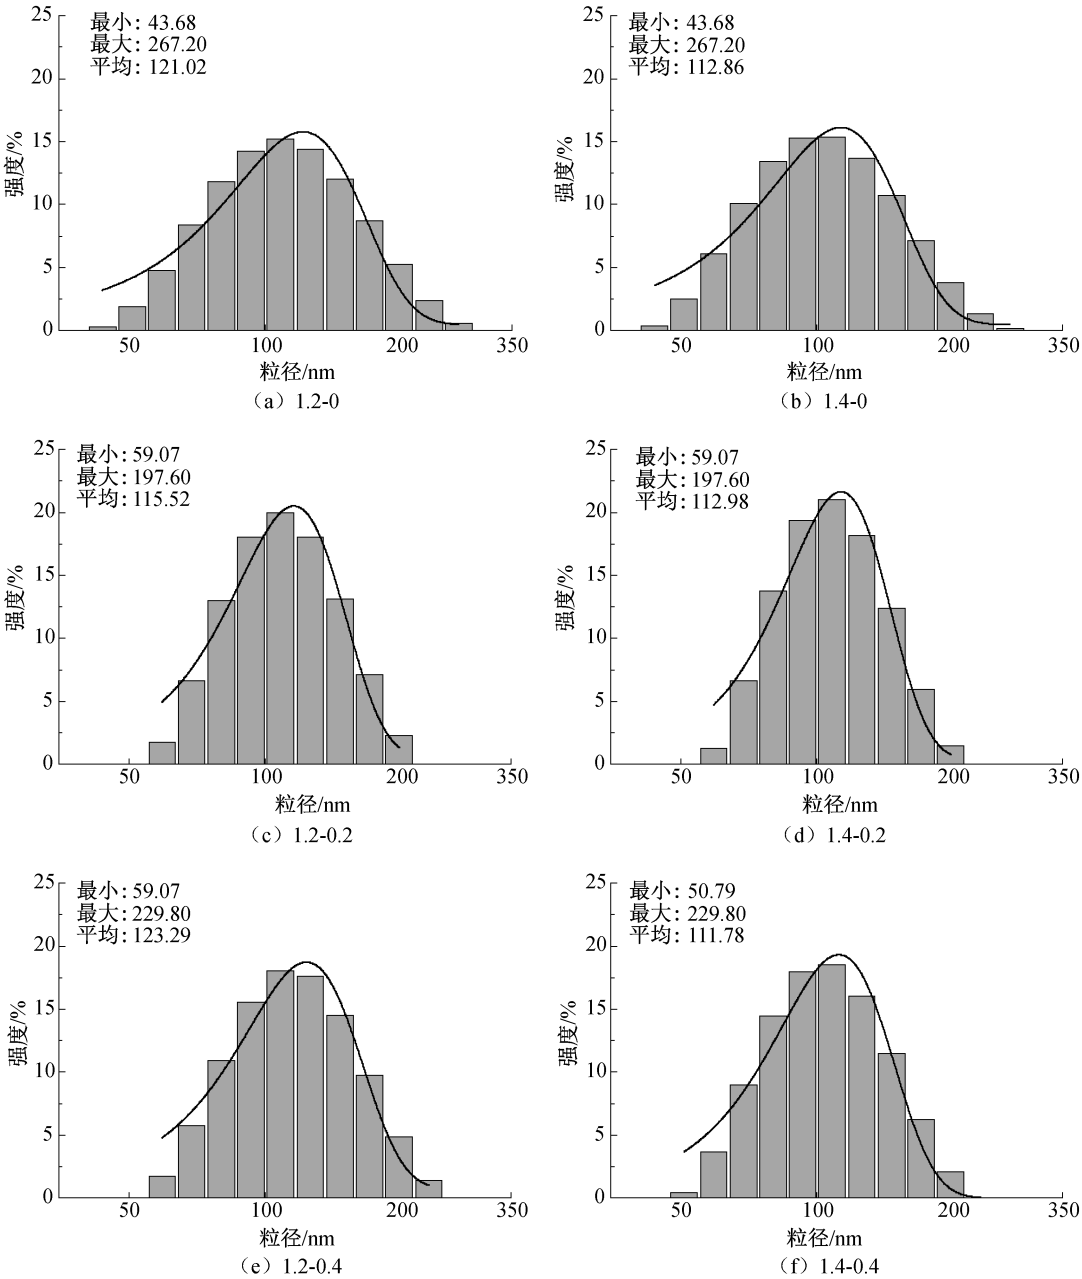 最小: 43.68
最大: 267.20
平均: 121.02
25
20
15
10
5
0
强度/%
50
100
200
350
粒径/nm
（a）1.2-0
最小: 43.68
最大: 267.20
平均: 112.86
25
20
15
10
5
0
强度/%
50
100
200
350
粒径/nm
（b）1.4-0
最小: 59.07
最大: 197.60
平均: 115.52
25
20
15
10
5
0
强度/%
50
100
200
350
粒径/nm
（c）1.2-0.2
最小: 59.07
最大: 197.60
平均: 112.98
25
20
15
10
5
0
强度/%
50
100
200
350
粒径/nm
（d）1.4-0.2
最小: 59.07
最大: 229.80
平均: 123.29
25
20
15
10
5
0
强度/%
50
100
200
350
粒径/nm
（e）1.2-0.4
最小: 50.79
最大: 229.80
平均: 111.78
25
20
15
10
5
0
强度/%
50
100
200
350
粒径/nm
（f）1.4-0.4